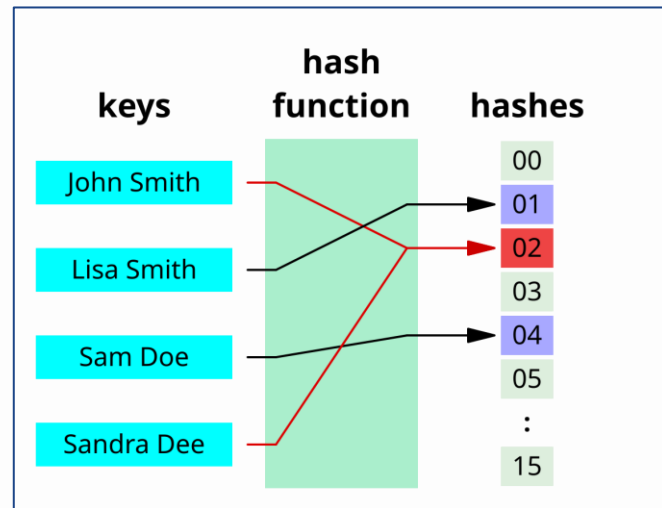 keys
hash
function
hashes
John Smith
Lisa Smith
Sam Doe
Sandra Dee
00
01
02
03
04
05
:
15